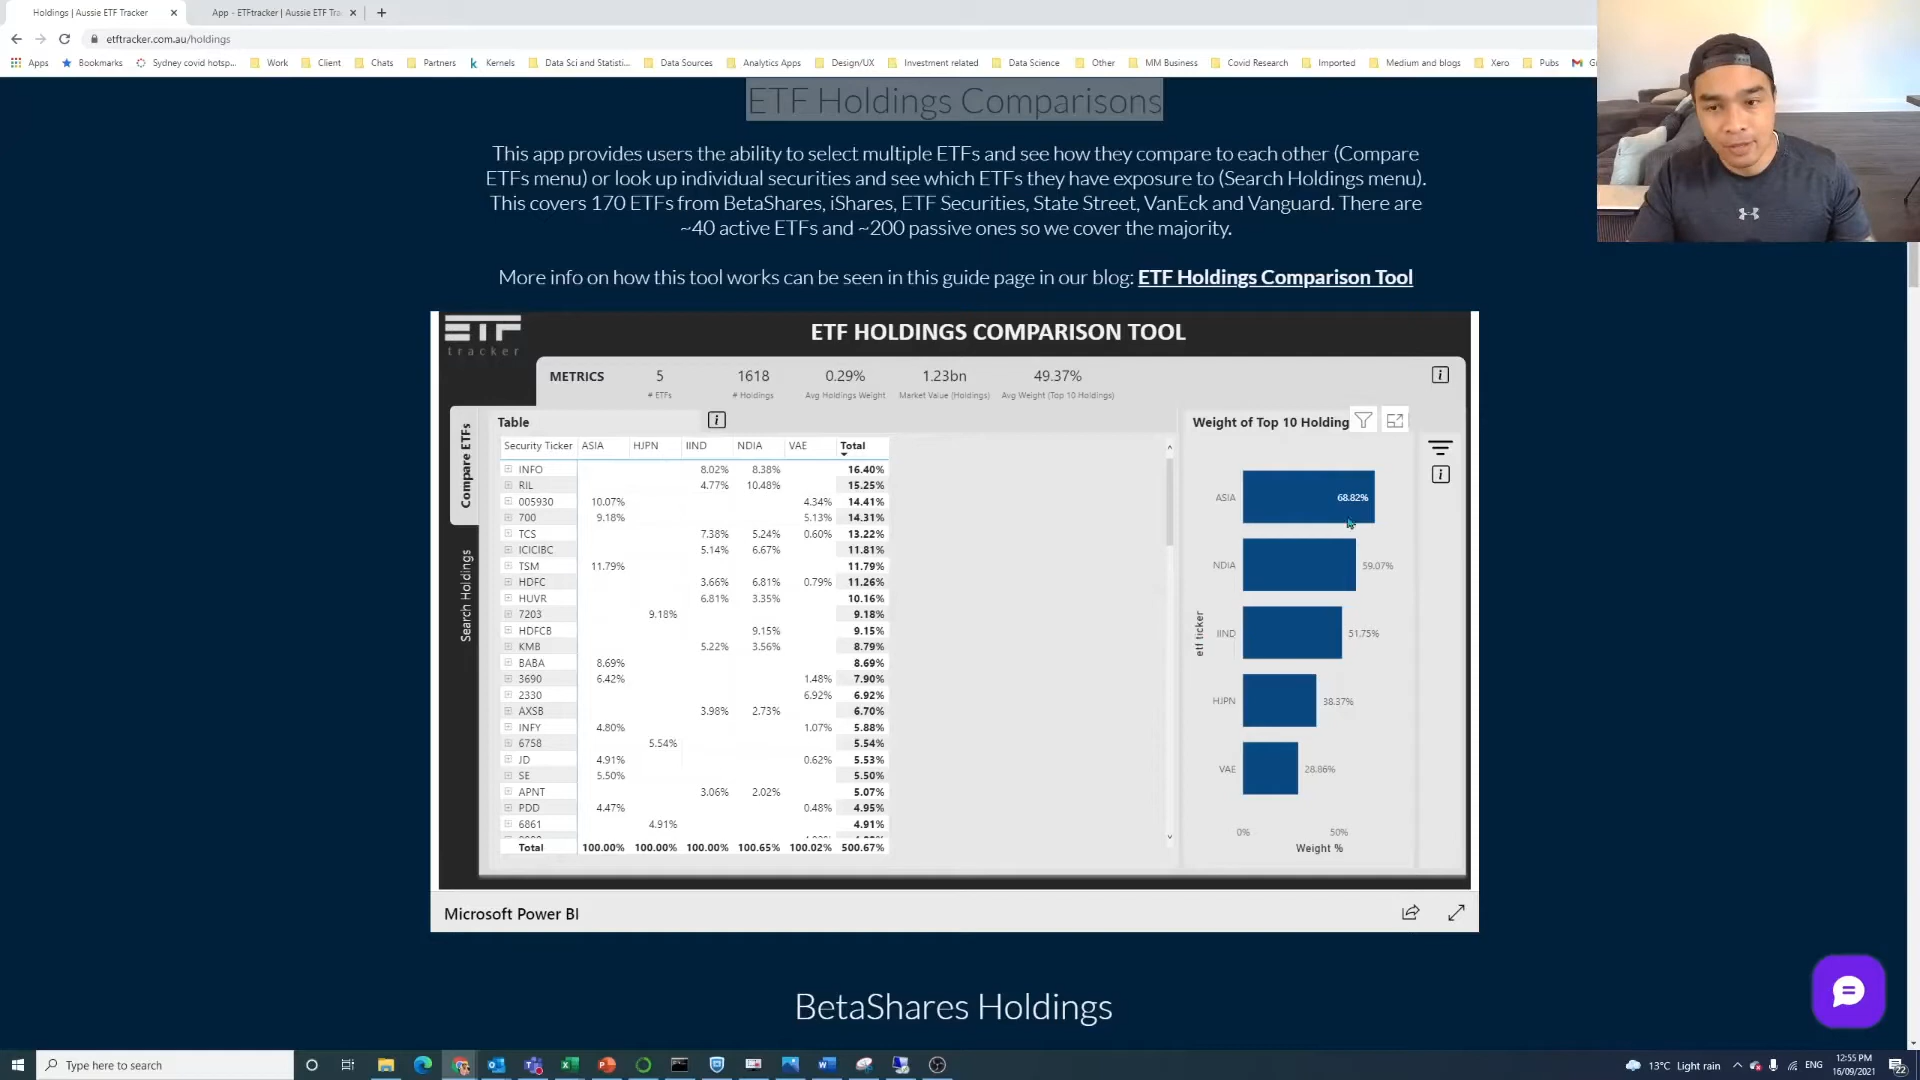 Holdings | Aussie ETF Tracker
App - ETFtracker | Aussie ETF Tra
etftracker.com.au/holdings
Apps Bookmarks Sydney covid hotsp... Work Client Chats Partners Kernels Data Sci and Statisti... Data Sources Analytics Apps Design/UX Investment related Data Science Other MM Business Covid Research Imported Medium and blogs Xero Pubs
ETF Holdings Comparisons
This app provides users the ability to select multiple ETFs and see how they compare to each other (Compare
ETFs menu) or look up individual securities and see which ETFs they have exposure to (Search Holdings menu).
This covers 170 ETFs from BetaShares, iShares, ETF Securities, State Street, VanEck and Vanguard. There are
~40 active ETFs and ~200 passive ones so we cover the majority.
More info on how this tool works can be seen in this guide page in our blog: ETF Holdings Comparison Tool
ETF
tracker
ETF HOLDINGS COMPARISON TOOL
METRICS 5 1618 0.29% 1.23bn 49.37%
# ETFs # Holdings Avg Holdings Weight Market Value (Holdings) Avg Weight (Top 10 Holdings)
Compare ETFs
Search Holdings
Table
Security Ticker ASIA HJPN IIND NDIA VAE Total
INFO 8.02% 8.38% 16.40%
RIL 4.77% 10.48% 15.25%
005930 10.07% 4.34% 14.41%
700 9.18% 5.13% 14.31%
TCS 7.38% 5.24% 0.60% 13.22%
ICICIBC 5.14% 6.67% 11.81%
TSM 11.79% 11.79%
HDFC 3.66% 6.81% 0.79% 11.26%
HUVR 6.81% 3.35% 10.16%
7203 9.18% 9.18%
HDFCB 9.15% 9.15%
KMB 5.22% 3.56% 8.79%
BABA 8.69% 8.69%
3690 6.42% 1.48% 7.90%
2330 6.92% 6.92%
AXSB 3.98% 2.73% 6.70%
INFY 4.80% 1.07% 5.88%
6758 5.54% 5.54%
JD 4.91% 0.62% 5.53%
SE 5.50% 5.50%
APNT 3.06% 2.02% 5.07%
PDD 4.47% 0.48% 4.95%
6861 4.91% 4.91%
Total 100.00% 100.00% 100.00% 100.65% 100.02% 500.67%
Weight of Top 10 Holding
etf ticker
ASIA 68.82%
NDIA 59.07%
IIND 51.75%
HJPN 38.37%
VAE 28.86%
0% 50%
Weight %
Microsoft Power BI
BetaShares Holdings
Type here to search
13°C Light rain
ENG
12:55 PM
16/09/2021
22